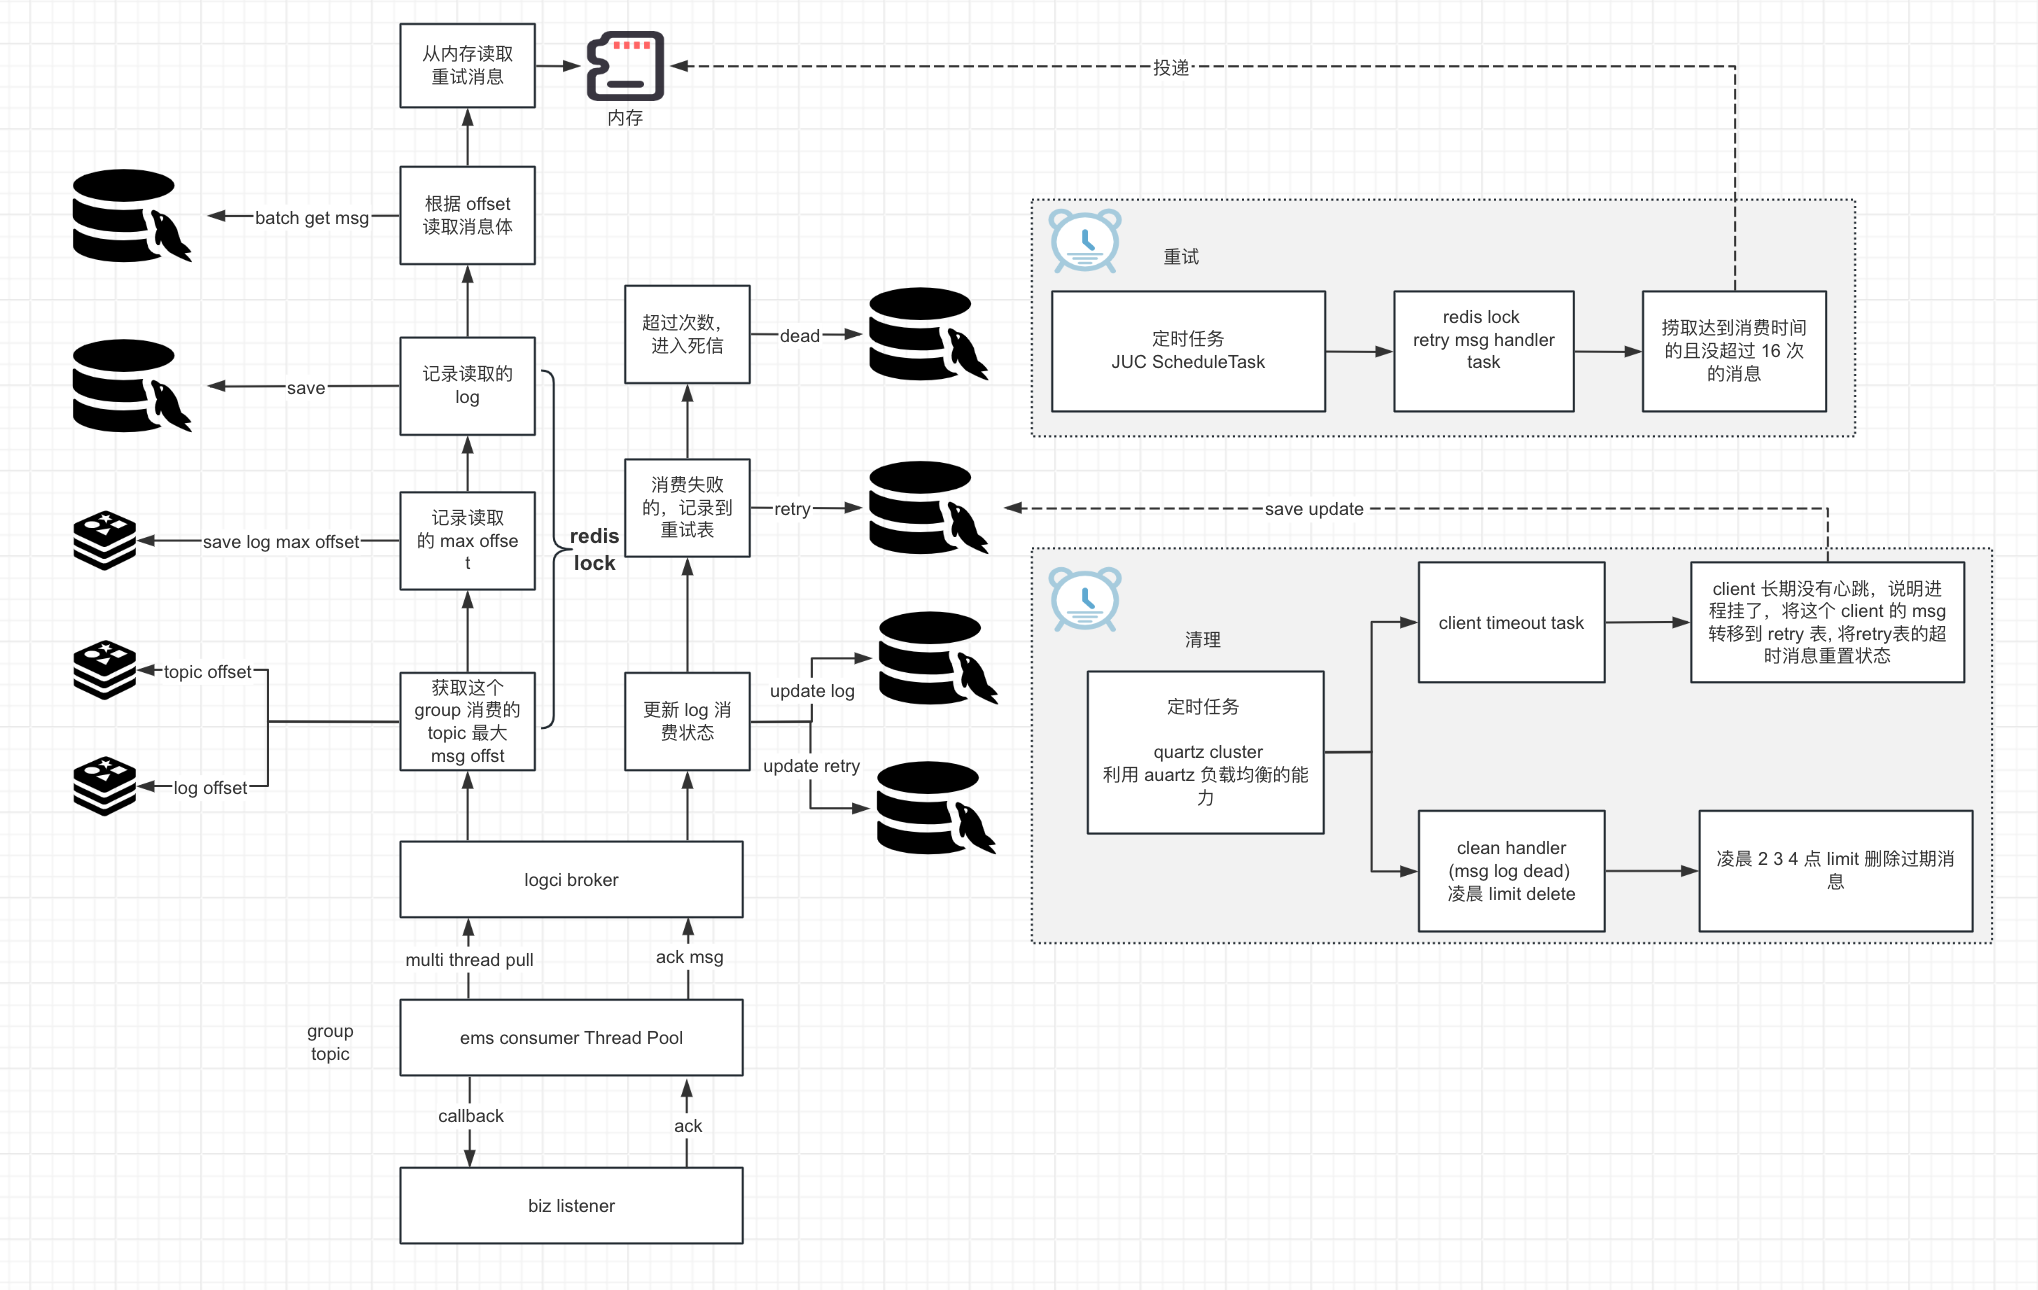 从内存读取
重试消息
内存
投递
batch get msg
根据 offset
读取消息体
save
记录读取的
log
save log max offset
记录读取
的 max offse
t
redis
lock
topic offset
log offset
获取这个
group 消费的
topic 最大
msg offst
超过次数，
进入死信
dead
消费失败
的，记录到
重试表
retry
更新 log 消
费状态
update log
update retry
logci broker
multi thread pull
ack msg
group
topic
ems consumer Thread Pool
callback
ack
biz listener
重试
定时任务
JUC ScheduleTask
redis lock
retry msg handler
task
捞取达到消费时间
的且没超过 16 次
的消息
save update
清理
定时任务
quartz cluster
利用 auartz 负载均衡的能
力
client timeout task
client 长期没有心跳，说明进
程挂了，将这个 client 的 msg
转移到 retry 表, 将retry表的超
时消息重置状态
clean handler
(msg log dead)
凌晨 limit delete
凌晨 2 3 4 点 limit 删除过期消
息